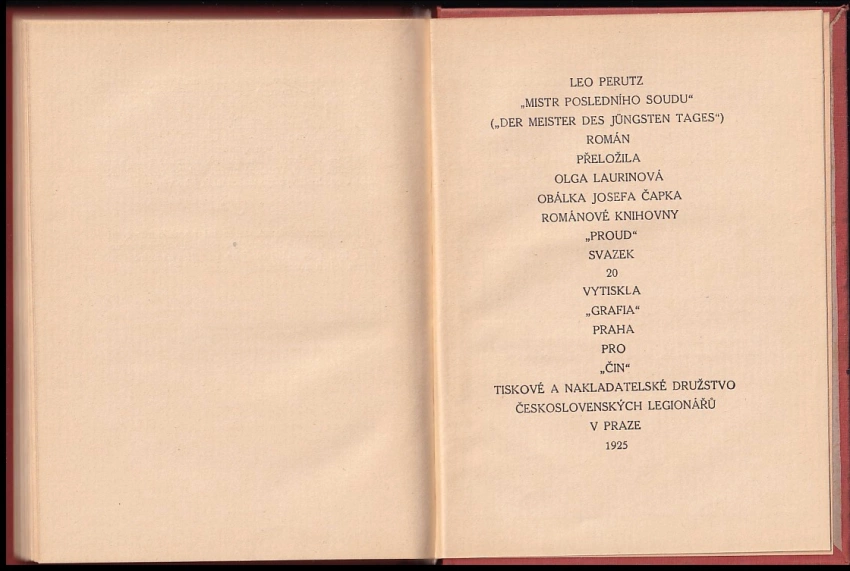 LEO PERUTZ
„MISTR POSLEDNÍHO SOUDU“
(„DER MEISTER DES JÜNGSTEN TAGES“)
ROMÁN
PŘELOŽILA
OLGA LAURINOVÁ
OBÁLKA JOSEFA ČAPKA
ROMÁNOVÉ KNIHOVNY
„PROUD“
SVAZEK
20
VYTISKLA
„GRAFIA“
PRAHA
PRO
„ČIN“
TISKOVÉ A NAKLADATELSKÉ DRUŽSTVO
ČESKOSLOVENSKÝCH LEGIONÁŘŮ
V PRAZE
1925